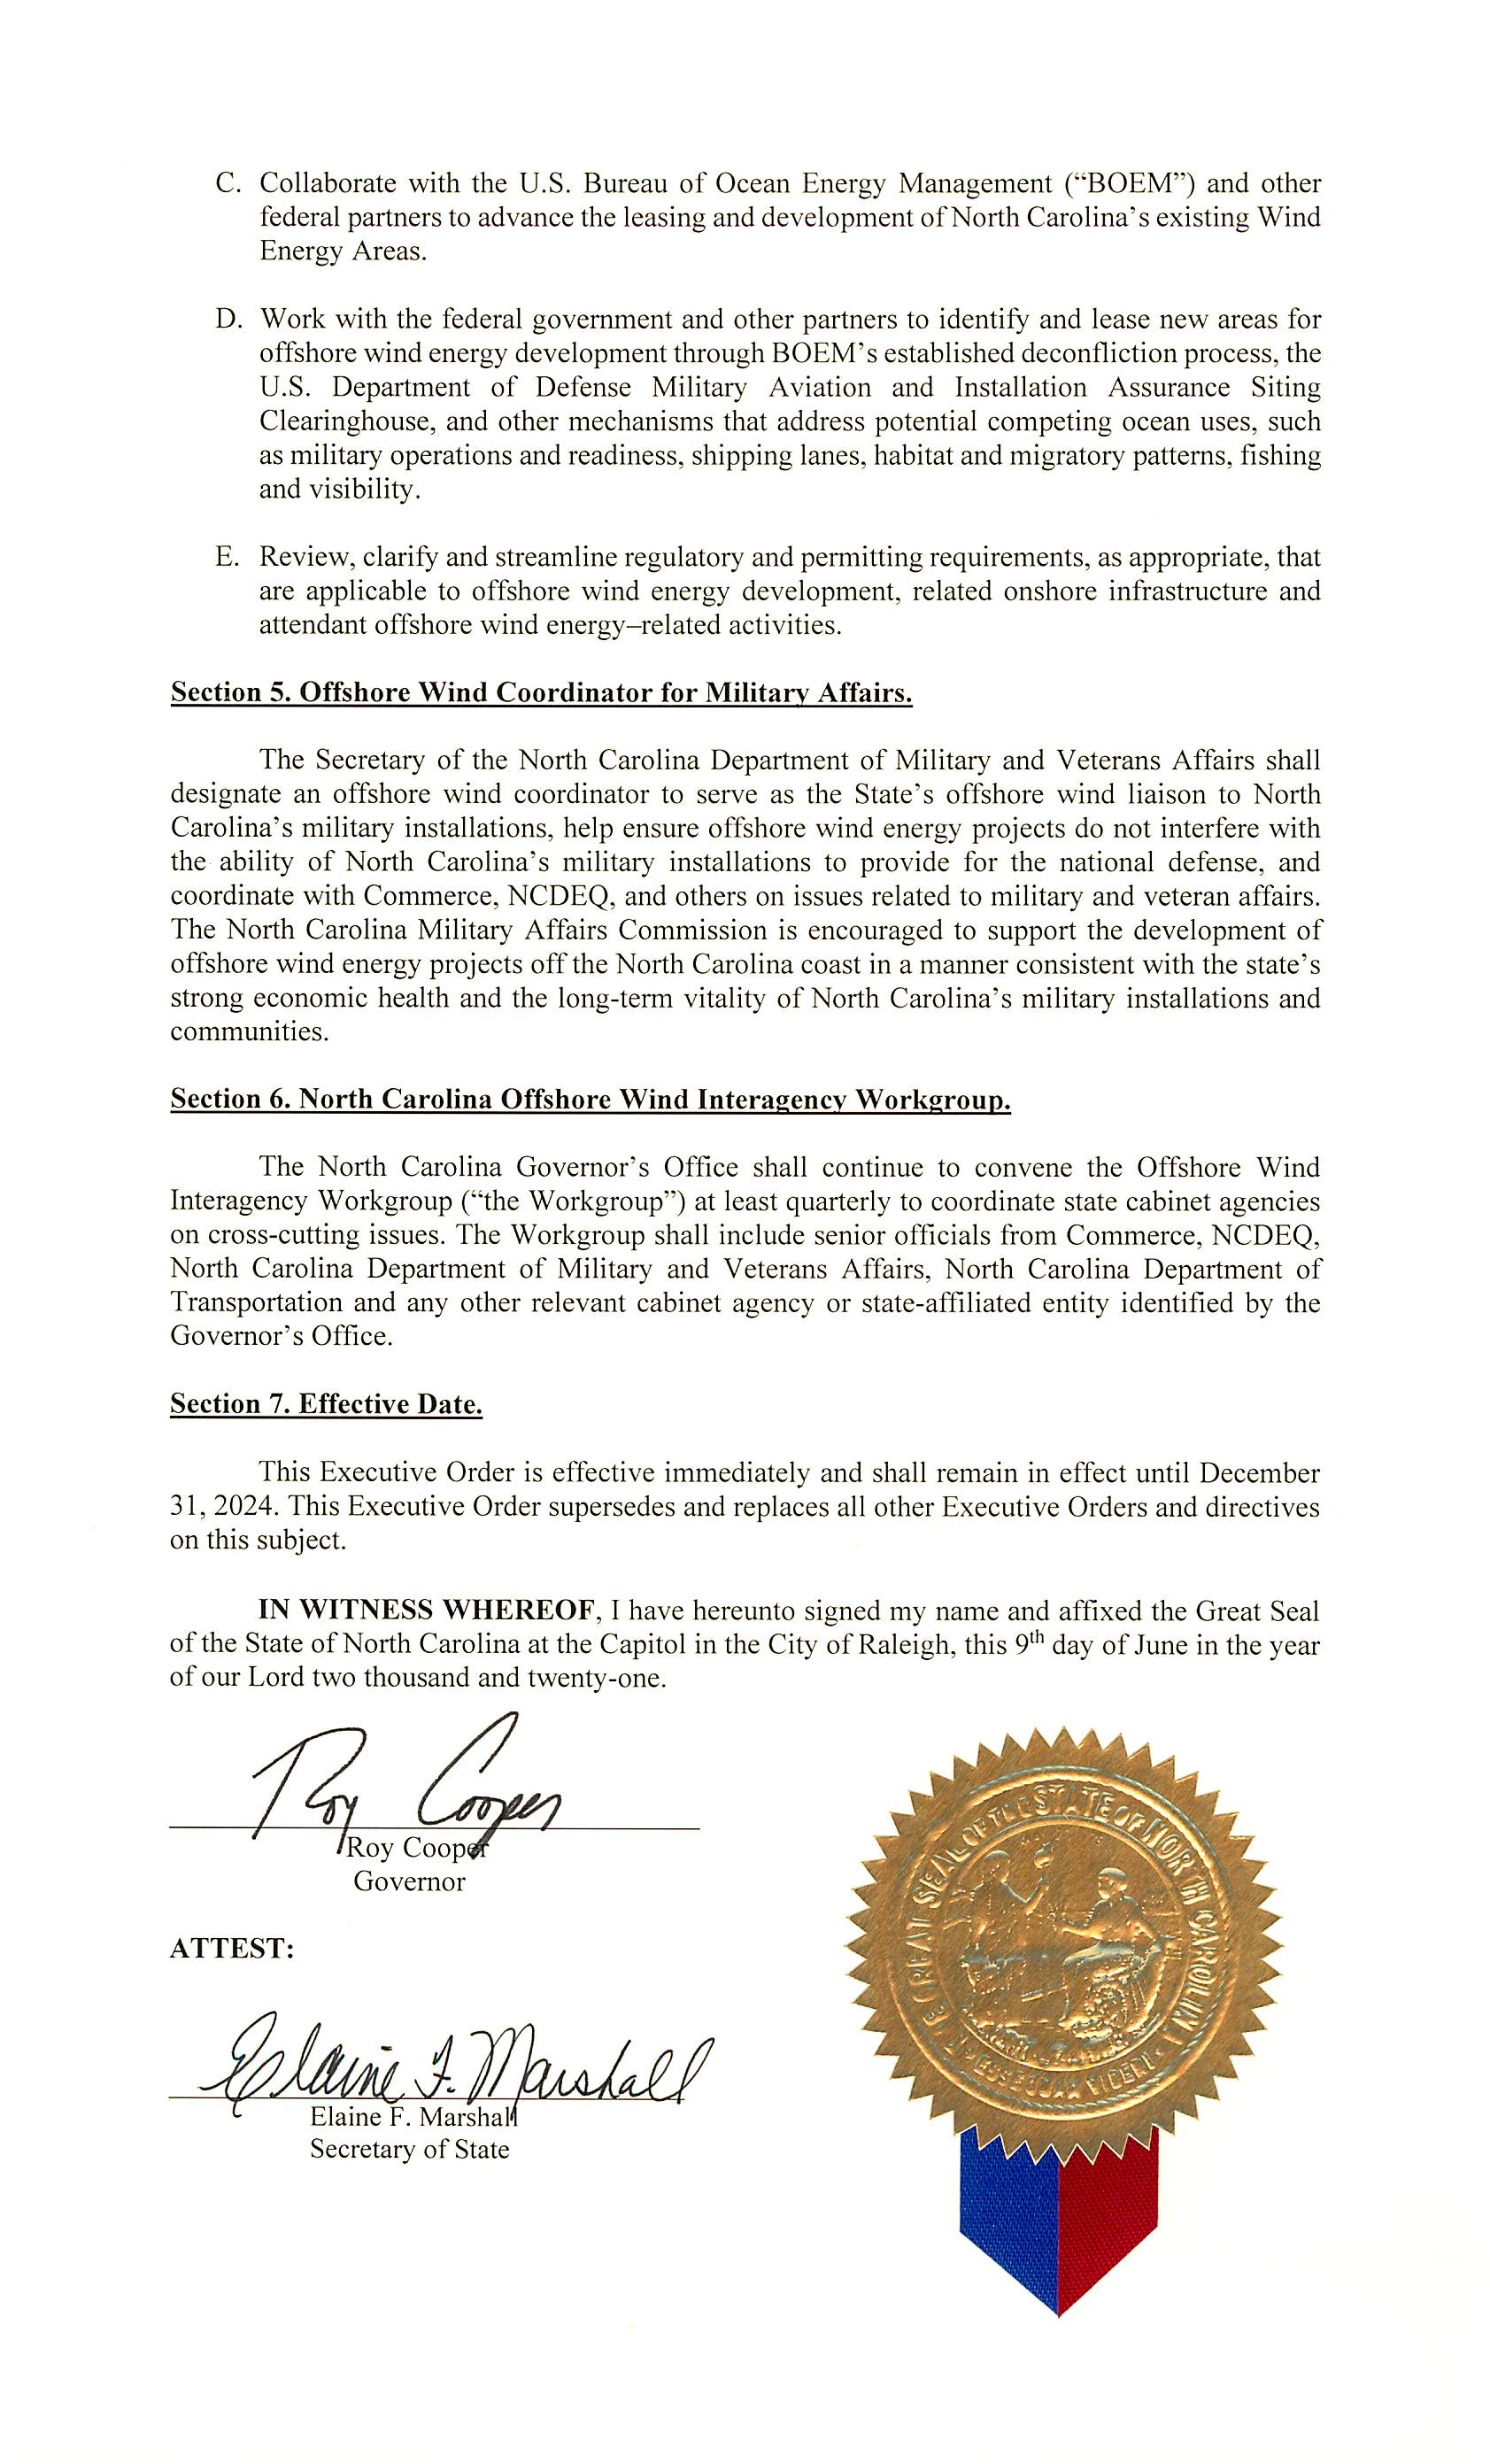 C. Collaborate with the U.S. Bureau of Ocean Energy Management (“BOEM”) and other
federal partners to advance the leasing and development of North Carolina’s existing Wind
Energy Areas.
D. Work with the federal government and other partners to identify and lease new areas for
offshore wind energy development through BOEM’s established deconfliction process, the
U.S. Department of Defense Military Aviation and Installation Assurance Siting
Clearinghouse, and other mechanisms that address potential competing ocean uses, such
as military operations and readiness, shipping lanes, habitat and migratory patterns, fishing
and visibility.
E. Review, clarify and streamline regulatory and permitting requirements, as appropriate, that
are applicable to offshore wind energy development, related onshore infrastructure and
attendant offshore wind energy–related activities.
Section 5. Offshore Wind Coordinator for Military Affairs.
The Secretary of the North Carolina Department of Military and Veterans Affairs shall
designate an offshore wind coordinator to serve as the State’s offshore wind liaison to North
Carolina’s military installations, help ensure offshore wind energy projects do not interfere with
the ability of North Carolina’s military installations to provide for the national defense, and
coordinate with Commerce, NCDEQ, and others on issues related to military and veteran affairs.
The North Carolina Military Affairs Commission is encouraged to support the development of
offshore wind energy projects off the North Carolina coast in a manner consistent with the state’s
strong economic health and the long-term vitality of North Carolina’s military installations and
communities.
Section 6. North Carolina Offshore Wind Interagency Workgroup.
The North Carolina Governor’s Office shall continue to convene the Offshore Wind
Interagency Workgroup (“the Workgroup”) at least quarterly to coordinate state cabinet agencies
on cross-cutting issues. The Workgroup shall include senior officials from Commerce, NCDEQ,
North Carolina Department of Military and Veterans Affairs, North Carolina Department of
Transportation and any other relevant cabinet agency or state-affiliated entity identified by the
Governor’s Office.
Section 7. Effective Date.
This Executive Order is effective immediately and shall remain in effect until December
31, 2024. This Executive Order supersedes and replaces all other Executive Orders and directives
on this subject.
IN WITNESS WHEREOF, I have hereunto signed my name and affixed the Great Seal
of the State of North Carolina at the Capitol in the City of Raleigh, this 9th day of June in the year
of our Lord two thousand and twenty-one.
Roy Cooper
Roy Cooper
Governor
ATTEST:
Elaine F. Marshall
Elaine F. Marshall
Secretary of State
GREAT SEAL OF THE STATE OF NORTH CAROLINA